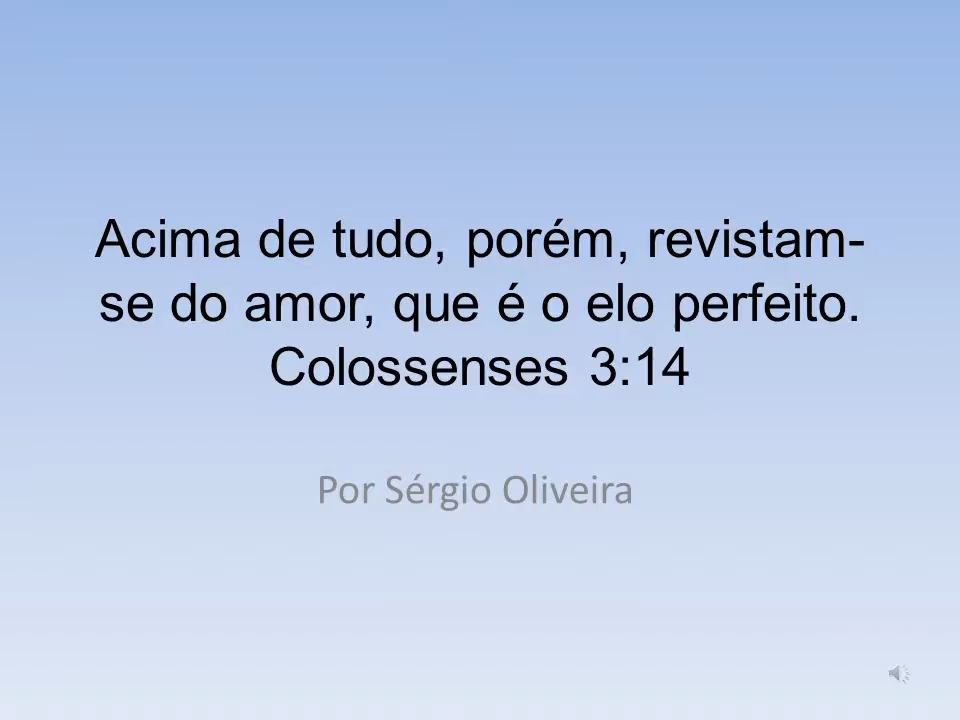 Acima de tudo, porém, revistam-
se do amor, que é o elo perfeito.
Colossenses 3:14
Por Sérgio Oliveira